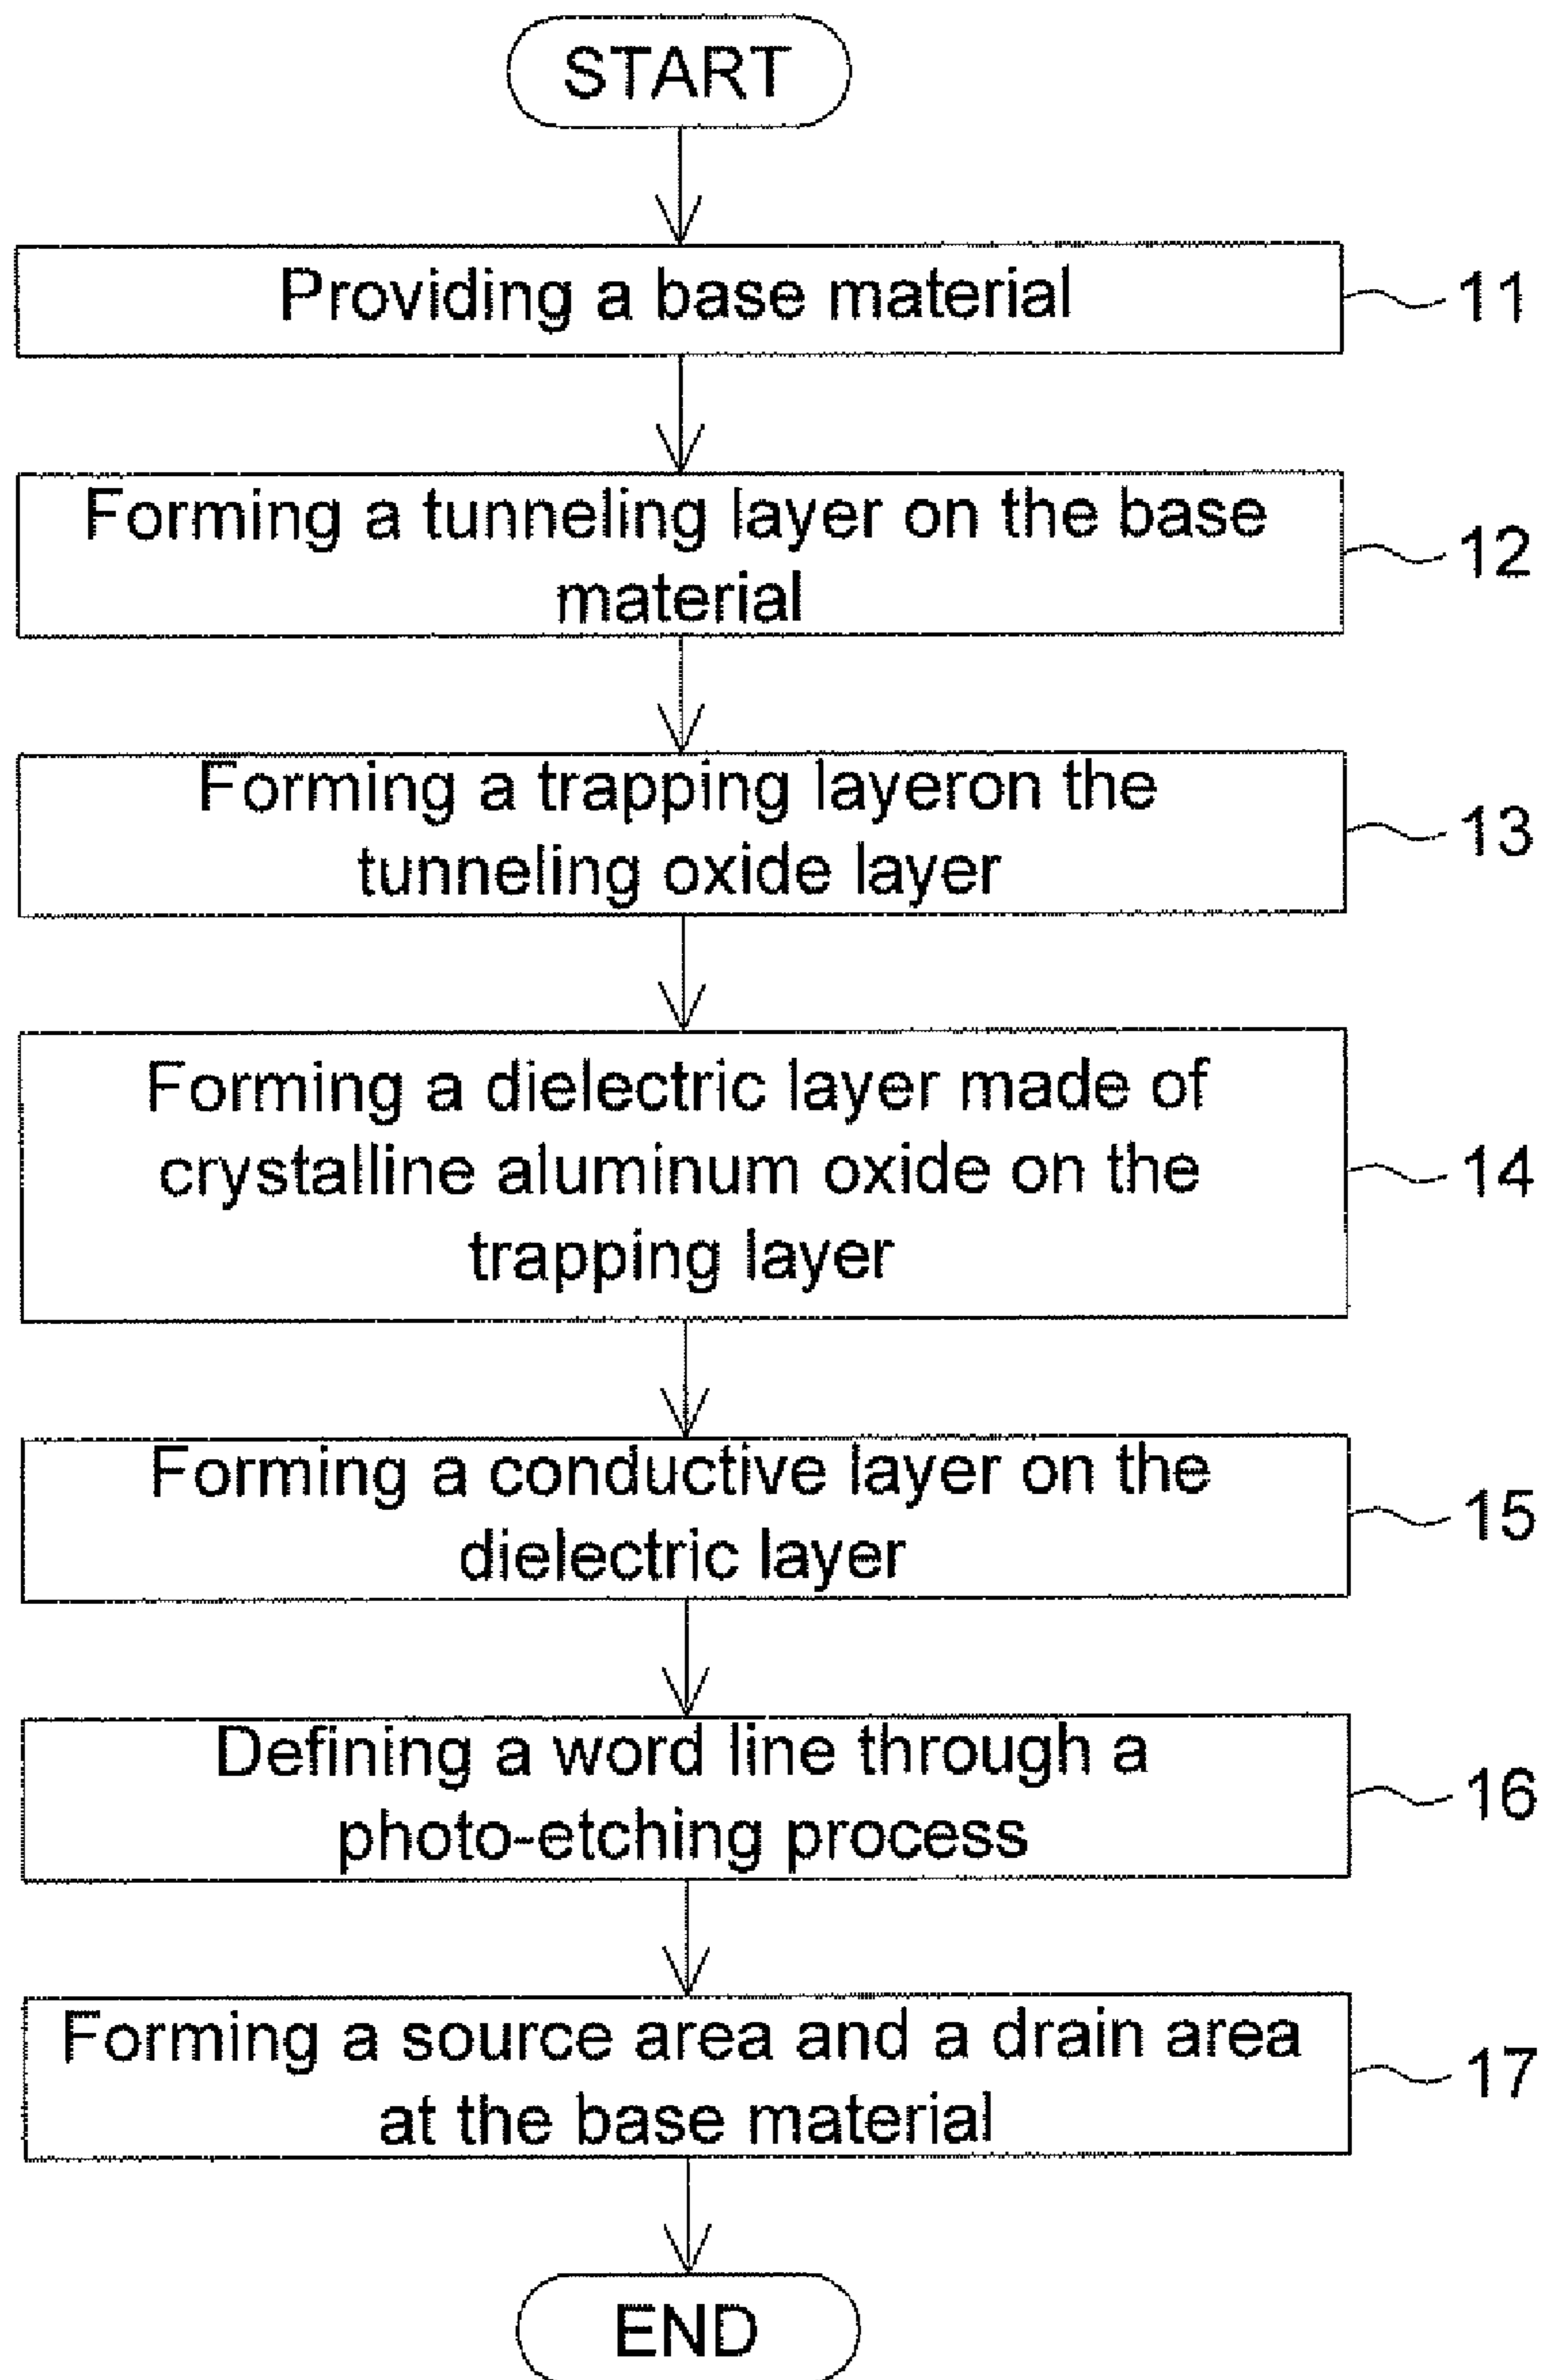 START
Providing a base material
11
Forming a tunneling layer on the base
material
12
Forming a trapping layeron the
tunneling oxide layer
13
Forming a dielectric layer made of
crystalline aluminum oxide on the
trapping layer
14
Forming a conductive layer on the
dielectric layer
15
Defining a word line through a
photo-etching process
16
Forming a source area and a drain area
at the base material
17
END